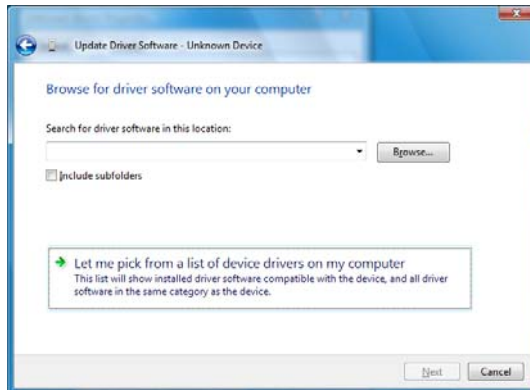 Update Driver Software - Unknown Device
Browse for driver software on your computer
Search for driver software in this location:
Browse...
Include subfolders
Let me pick from a list of device drivers on my computer
This list will show installed driver software compatible with the device, and all driver
software in the same category as the device.
Next Cancel